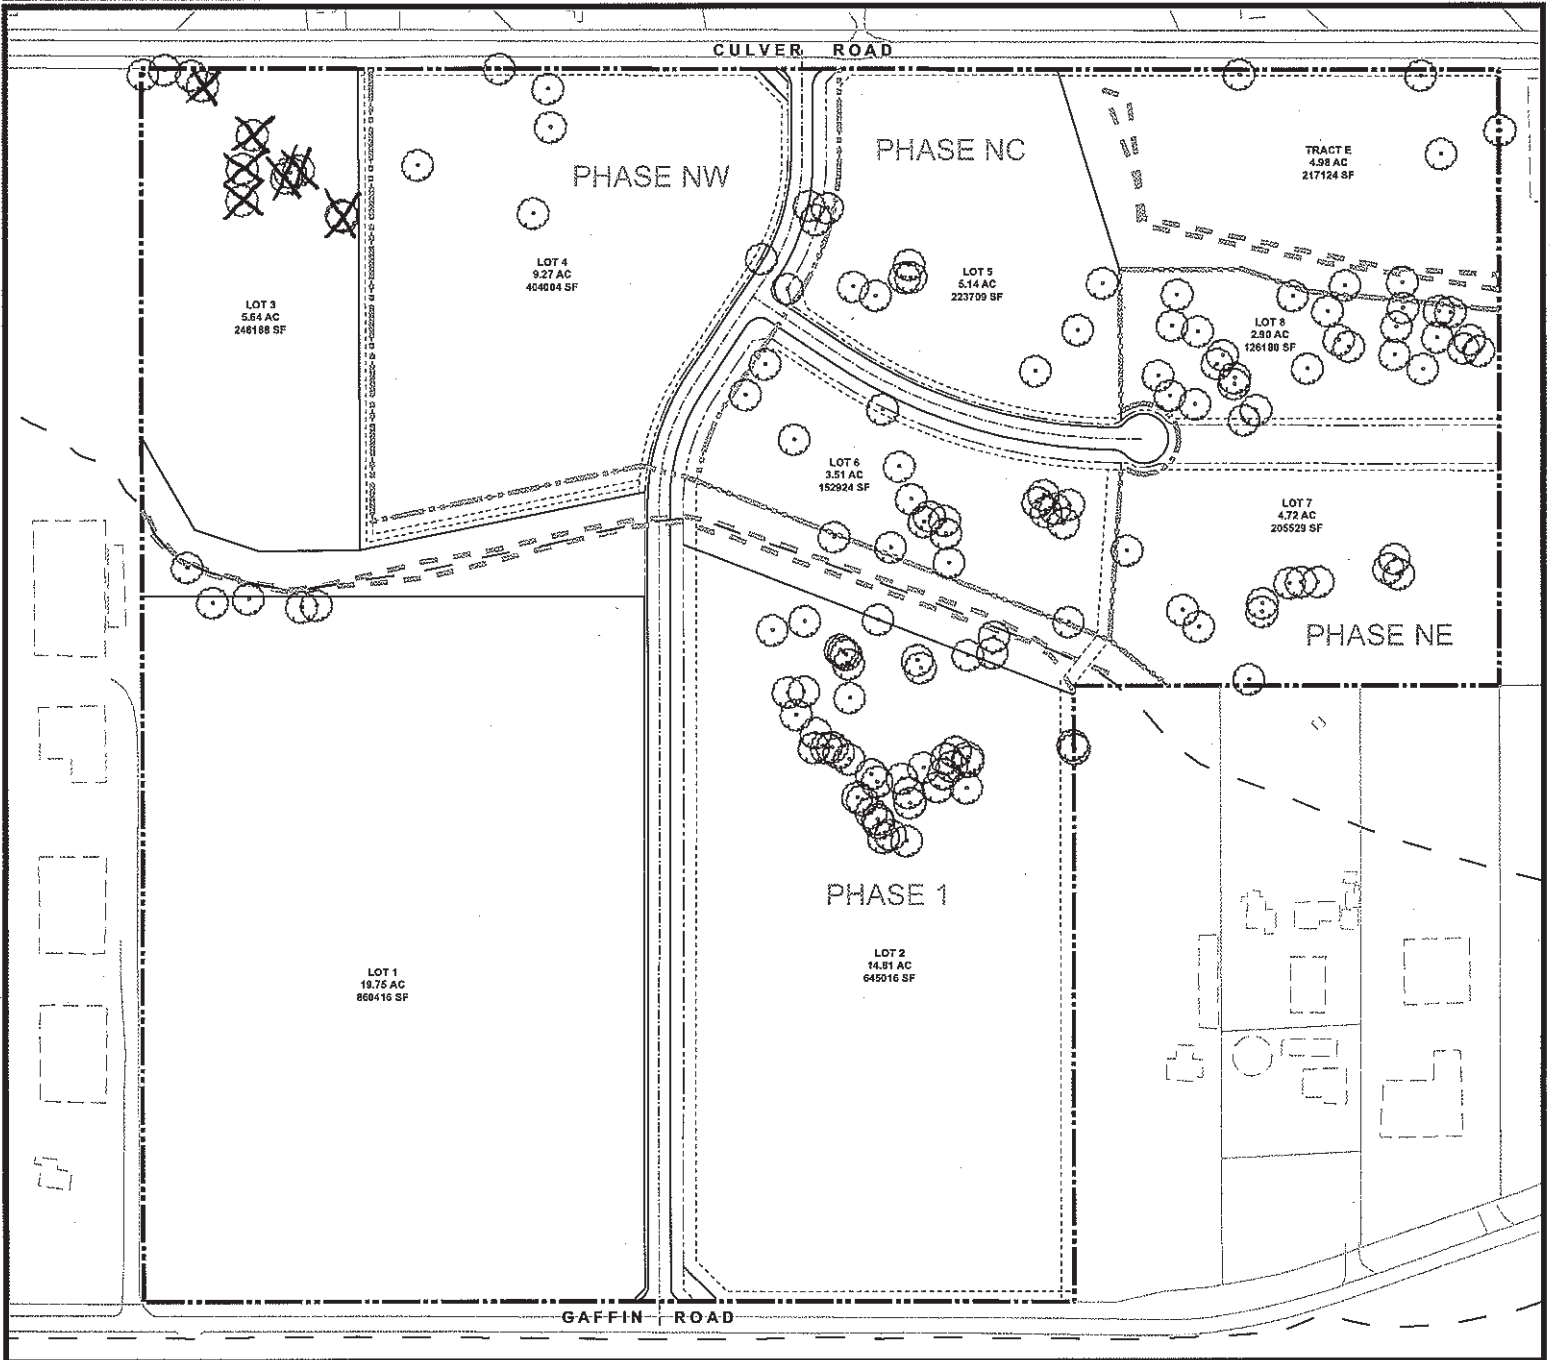 CULVER ROAD
PHASE NW
PHASE NC
TRACT E
4.98 AC
217124 SF
LOT 3
5.64 AC
246188 SF
LOT 4
9.27 AC
404004 SF
LOT 5
5.14 AC
223709 SF
LOT 8
2.90 AC
126180 SF
LOT 6
3.51 AC
152924 SF
LOT 7
4.72 AC
205529 SF
PHASE NE
PHASE 1
LOT 1
19.75 AC
860416 SF
LOT 2
14.81 AC
645016 SF
GAFFIN ROAD